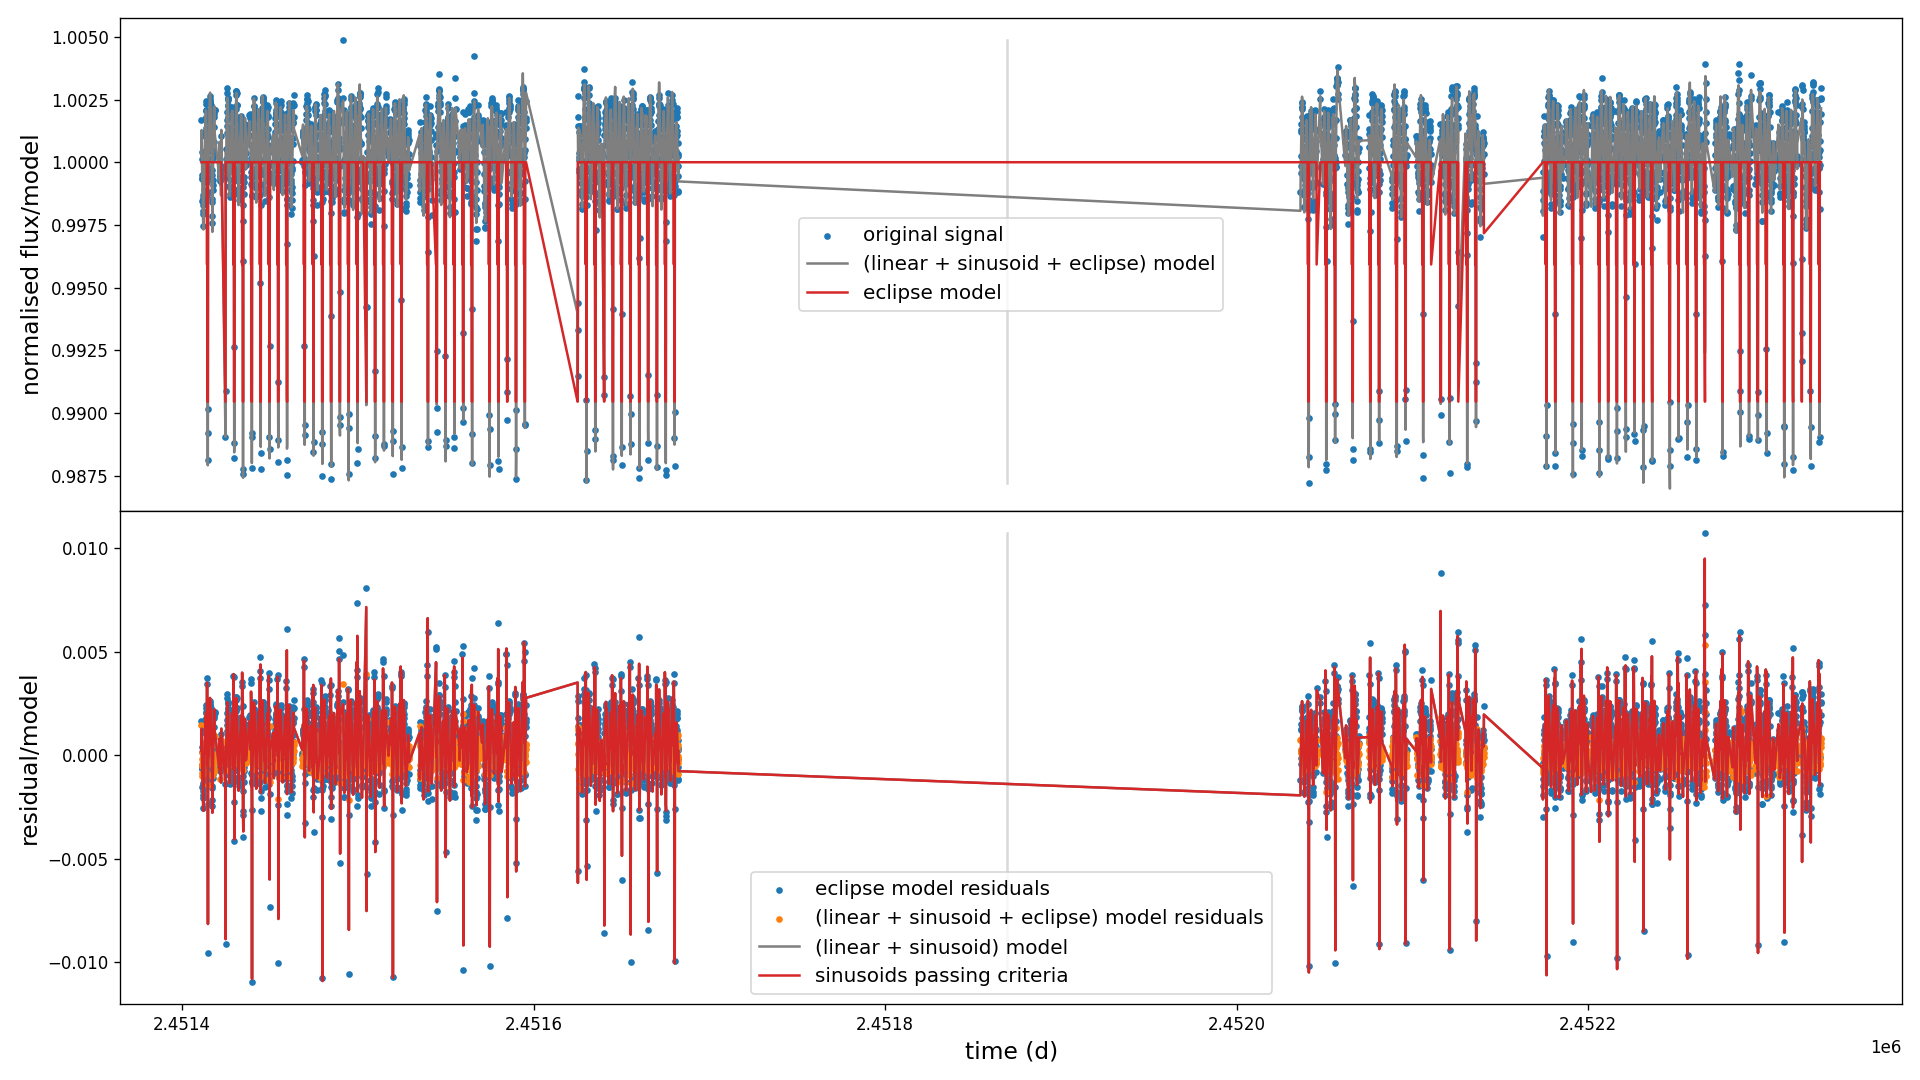 1.0050
1.0025
1.0000
0.9975
0.9950
0.9925
0.9900
0.9875
normalised flux/model
original signal
(linear + sinusoid + eclipse) model
eclipse model
0.010
0.005
0.000
−0.005
−0.010
residual/model
eclipse model residuals
(linear + sinusoid + eclipse) model residuals
(linear + sinusoid) model
sinusoids passing criteria
2.4514 2.4516 2.4518 2.4520 2.4522
time (d)
1e6